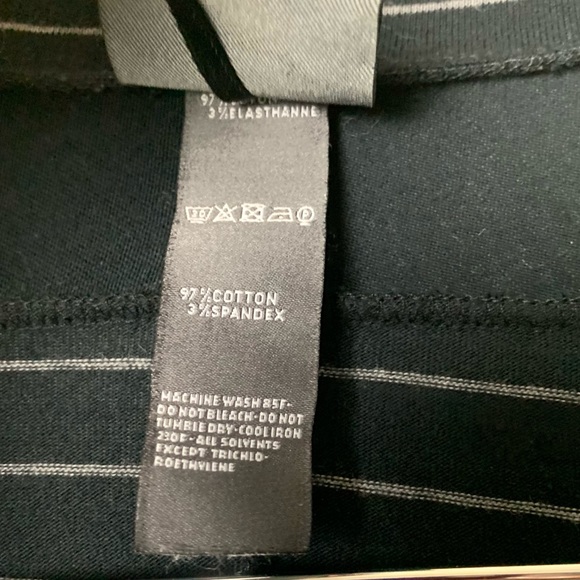 3%ELASTHANNE
30 P
97%COTTON
3%SPANDEX
MACHINE WASH 85F-
DO NOT BLEACH-DO NOT
TUMBLE DRY-COOL IRON
230F-ALL SOLVENTS
EXCEPT TRICHLO-
ROETHYLENE